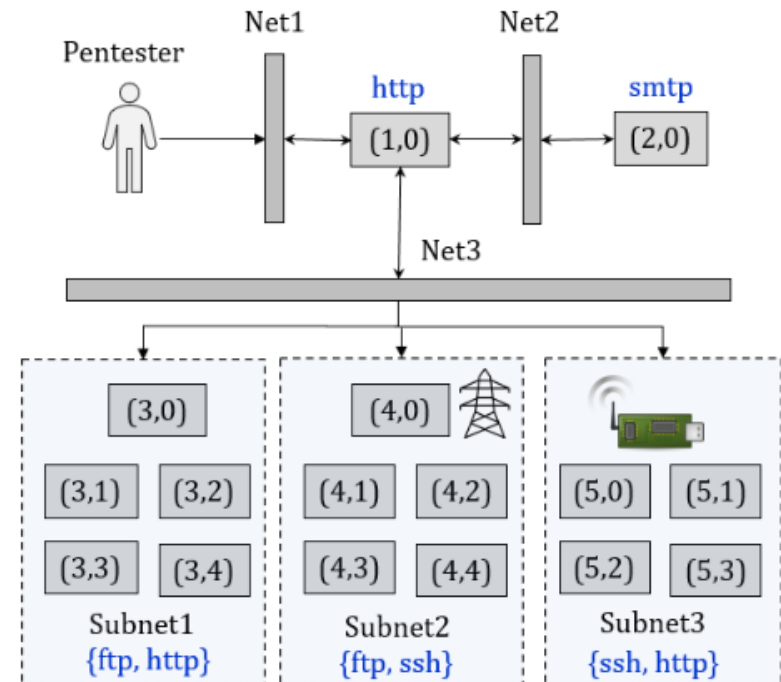 Net1
Net2
Pentester
http
smtp
(1,0)
(2,0)
Net3
(3,0)
(4,0)
(3,1)
(3,2)
(4,1)
(4,2)
(5,0)
(5,1)
(3,3)
(3,4)
(4,3)
(4,4)
(5,2)
(5,3)
Subnet1
Subnet2
Subnet3
{ftp, http}
{ftp, ssh}
{ssh, http}